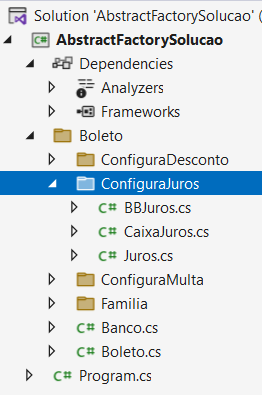 Solution 'AbstractFactorySolucao' (
AbstractFactorySolucao
Dependencies
Analyzers
Frameworks
Boleto
ConfiguraDesconto
ConfiguraJuros
C# BBJuros.cs
C# CaixaJuros.cs
C# Juros.cs
ConfiguraMulta
Familia
C# Banco.cs
C# Boleto.cs
C# Program.cs